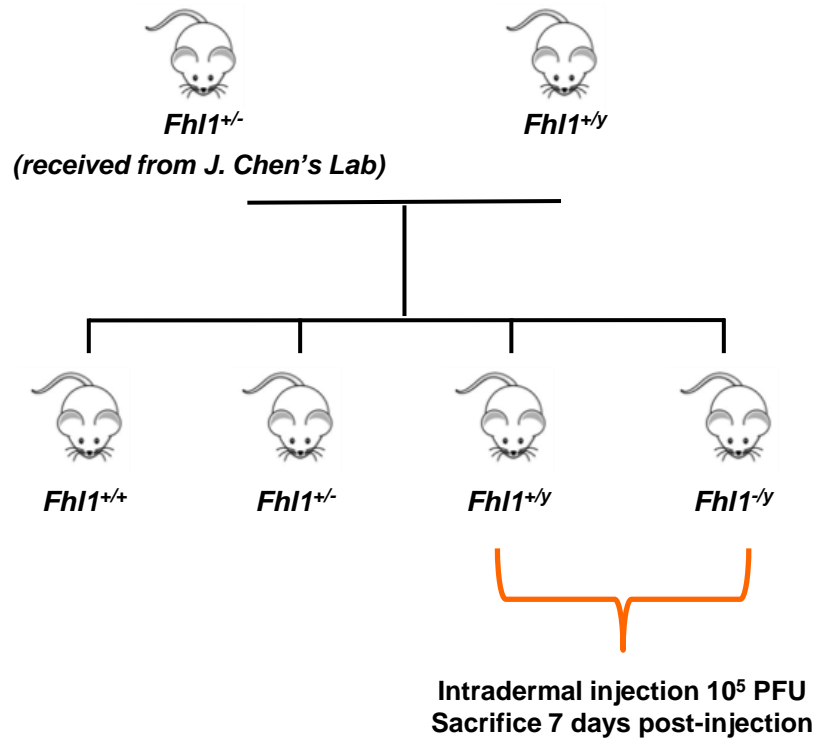 Fhl1+/-
Fhl1+/y
(received from J. Chen's Lab)
Fhl1+/+
Fhl1+/-
Fhl1+/y
Fhl1-/y
Intradermal injection 10⁵ PFU
Sacrifice 7 days post-injection